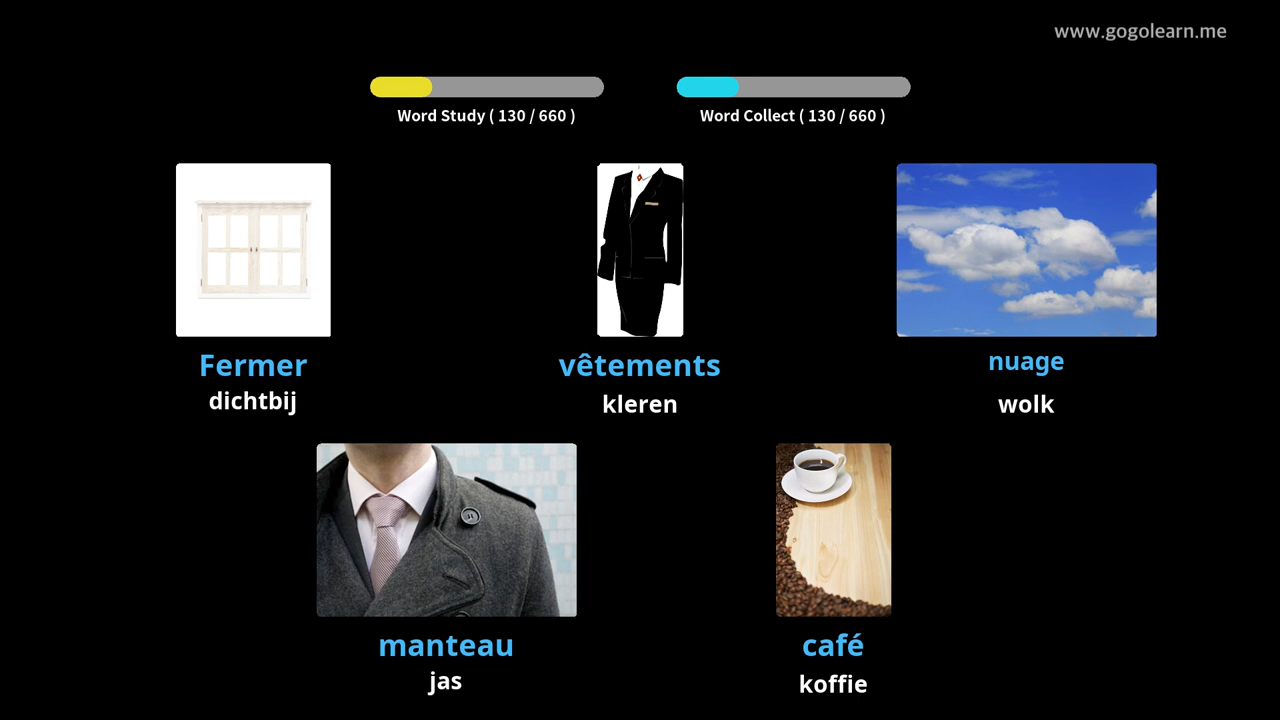 www.gogolearn.me
Word Study ( 130 / 660 )
Word Collect ( 130 / 660 )
Fermer
dichtbij
vêtements
kleren
nuage
wolk
manteau
jas
café
koffie